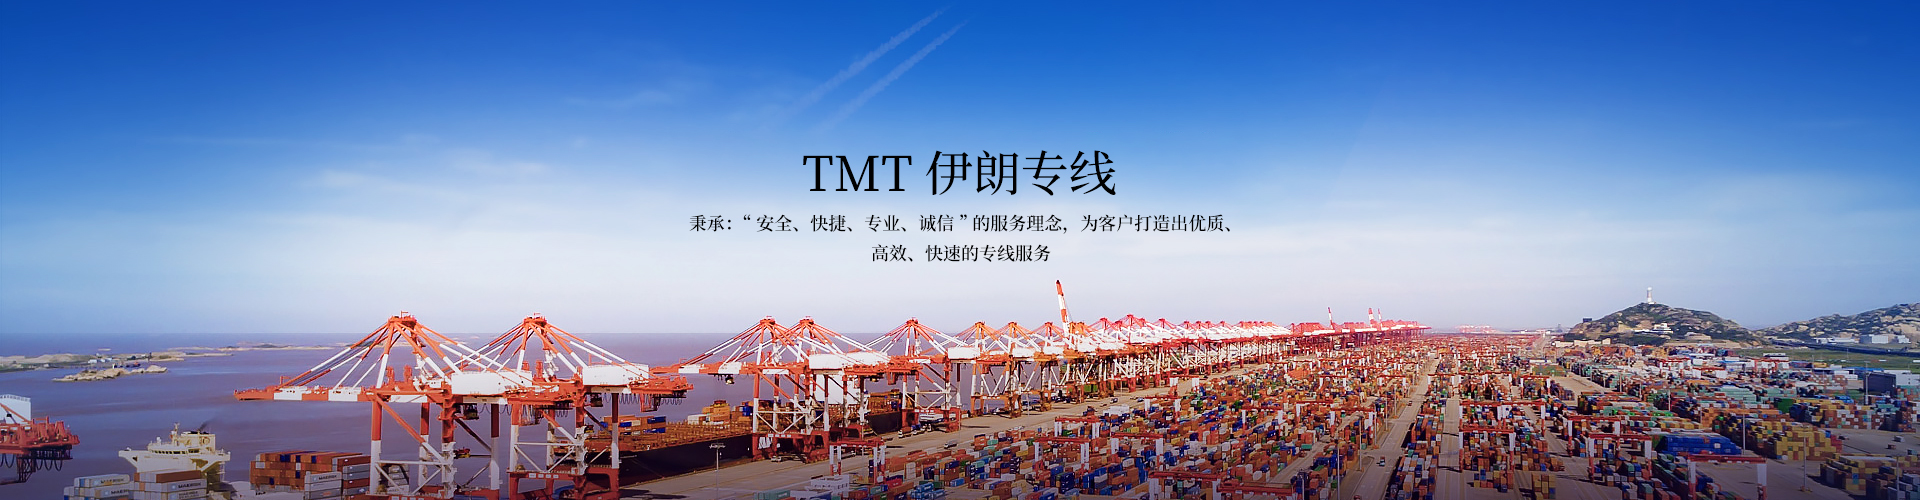 TMT 伊朗专线
秉承：“ 安全、快捷、专业、诚信 ” 的服务理念，为客户打造出优质、
高效、快速的专线服务